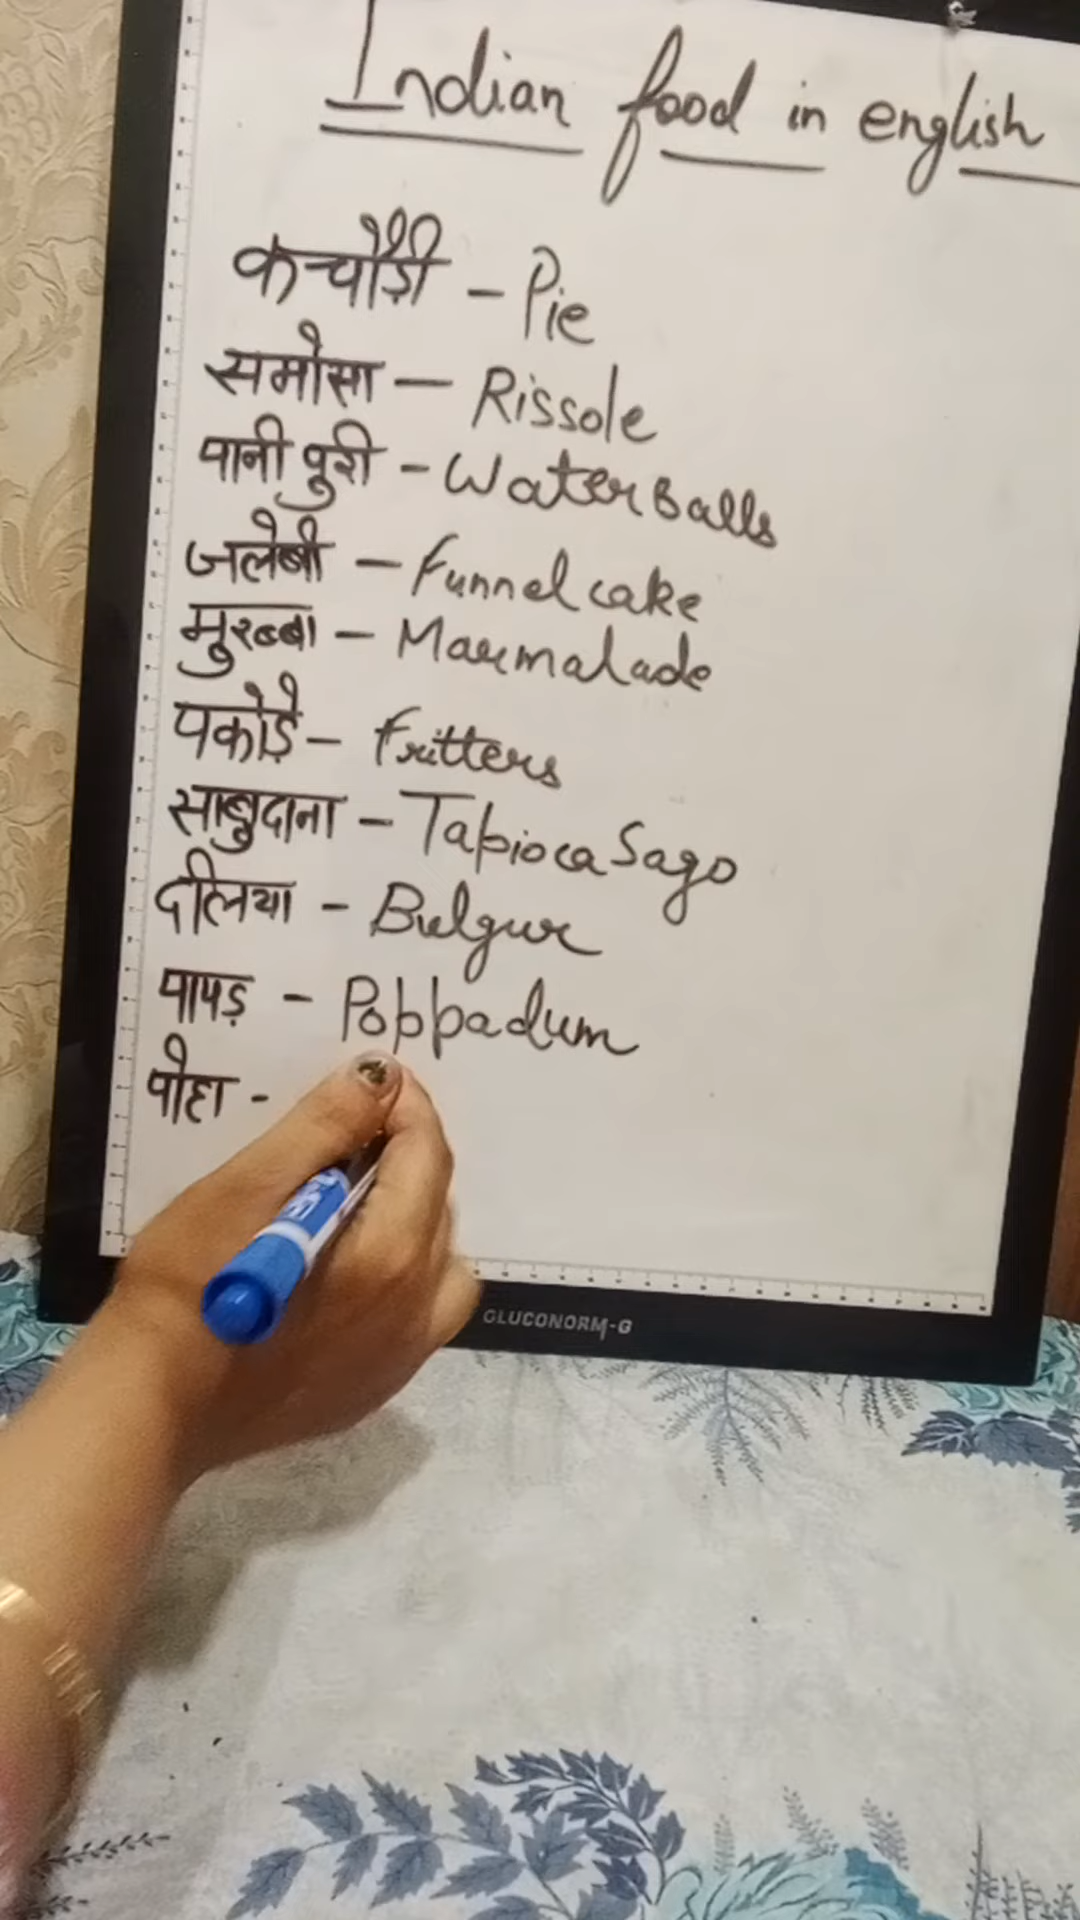 Indian food in english
कचौड़ी - Pie
समोसा - Rissole
पानी पुरी - Water Balls
जलेबी - Funnel cake
मुरब्बा - Marmalade
पकोड़े - Fritters
साबुदाना - Tapioca Sago
दलिया - Bulgur
पापड़ - Poppadum
पोहा -
GLUCONORM-G